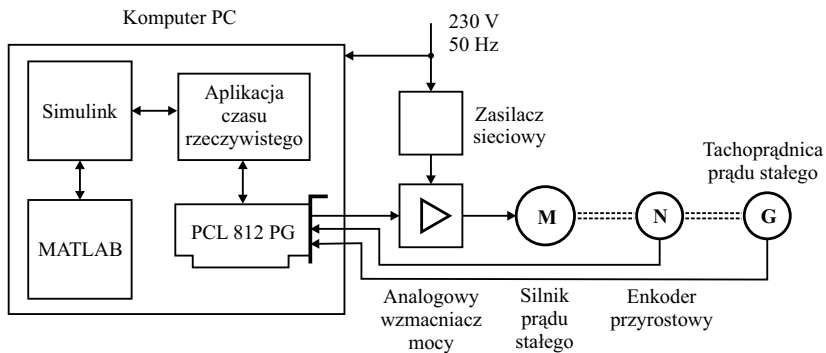 Komputer PC
230 V
50 Hz
Simulink
Aplikacja
czasu
rzeczywistego
Zasilacz
sieciowy
Tachoprądnica
prądu stałego
MATLAB
PCL 812 PG
M
N
G
Analogowy
wzmacniacz
mocy
Silnik
prądu
stałego
Enkoder
przyrostowy